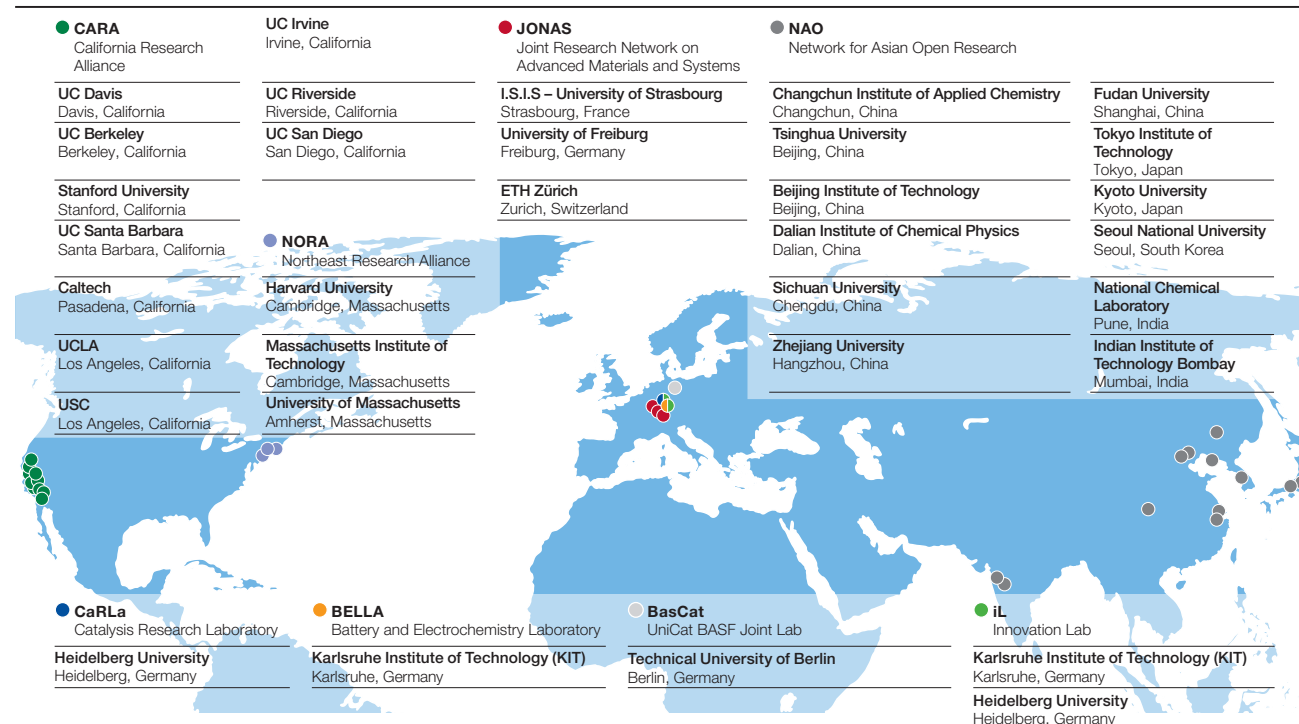 CARA
California Research
Alliance
UC Davis
Davis, California
UC Berkeley
Berkeley, California
Stanford University
Stanford, California
UC Santa Barbara
Santa Barbara, California
Caltech
Pasadena, California
UCLA
Los Angeles, California
USC
Los Angeles, California
UC Irvine
Irvine, California
UC Riverside
Riverside, California
UC San Diego
San Diego, California
NORA
Northeast Research Alliance
Harvard University
Cambridge, Massachusetts
Massachusetts Institute of
Technology
Cambridge, Massachusetts
University of Massachusetts
Amherst, Massachusetts
JONAS
Joint Research Network on
Advanced Materials and Systems
I.S.I.S – University of Strasbourg
Strasbourg, France
University of Freiburg
Freiburg, Germany
ETH Zürich
Zurich, Switzerland
NAO
Network for Asian Open Research
Changchun Institute of Applied Chemistry
Changchun, China
Tsinghua University
Beijing, China
Beijing Institute of Technology
Beijing, China
Dalian Institute of Chemical Physics
Dalian, China
Sichuan University
Chengdu, China
Zhejiang University
Hangzhou, China
Fudan University
Shanghai, China
Tokyo Institute of
Technology
Tokyo, Japan
Kyoto University
Kyoto, Japan
Seoul National University
Seoul, South Korea
National Chemical
Laboratory
Pune, India
Indian Institute of
Technology Bombay
Mumbai, India
CaRLa
Catalysis Research Laboratory
Heidelberg University
Heidelberg, Germany
BELLA
Battery and Electrochemistry Laboratory
Karlsruhe Institute of Technology (KIT)
Karlsruhe, Germany
BasCat
UniCat BASF Joint Lab
Technical University of Berlin
Berlin, Germany
iL
Innovation Lab
Karlsruhe Institute of Technology (KIT)
Karlsruhe, Germany
Heidelberg University
Heidelberg, Germany